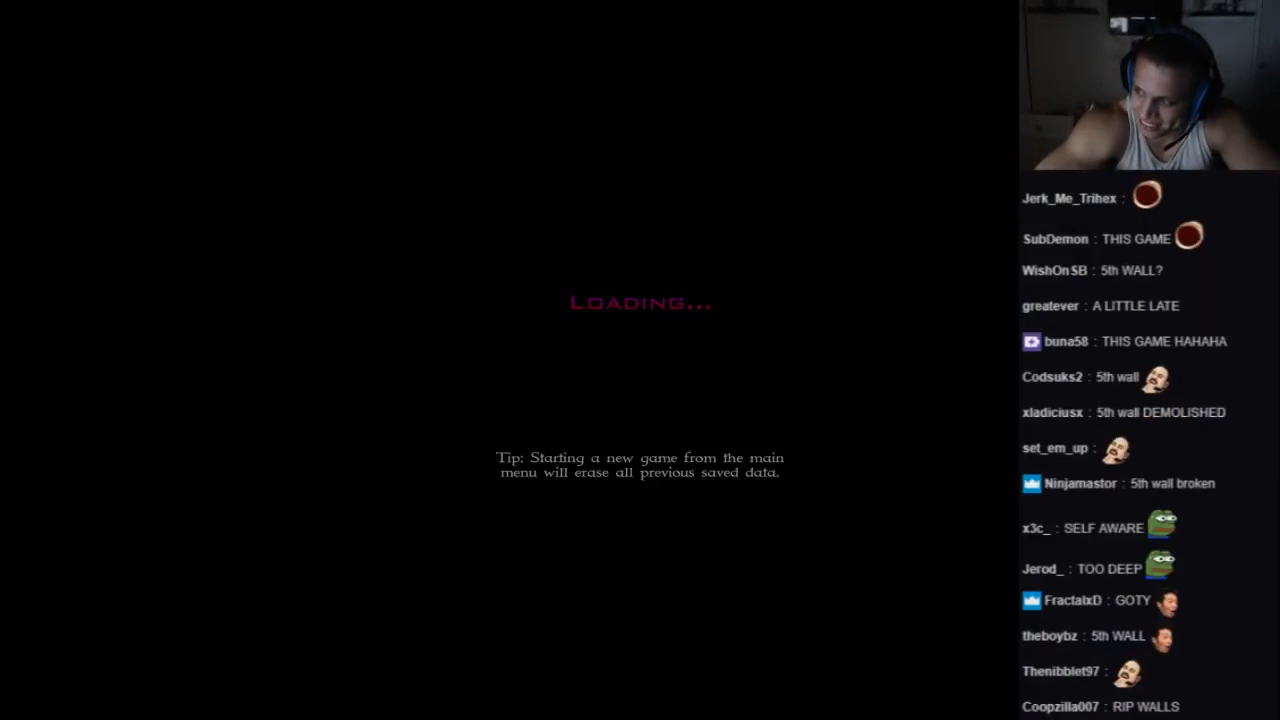 Loading...
Tip: Starting a new game from the main
menu will erase all previous saved data.
Jerk_Me_Trihex :
SubDemon : THIS GAME
WishOnSB : 5th WALL?
greatever : A LITTLE LATE
buna58 : THIS GAME HAHAHA
Codsuks2 : 5th wall
xladiciusx : 5th wall DEMOLISHED
set_em_up :
Ninjamastor : 5th wall broken
x3c_ : SELF AWARE
Jerod_ : TOO DEEP
FractalxD : GOTY
theboybz : 5th WALL
Thenibblet97 :
Coopzilla007 : RIP WALLS